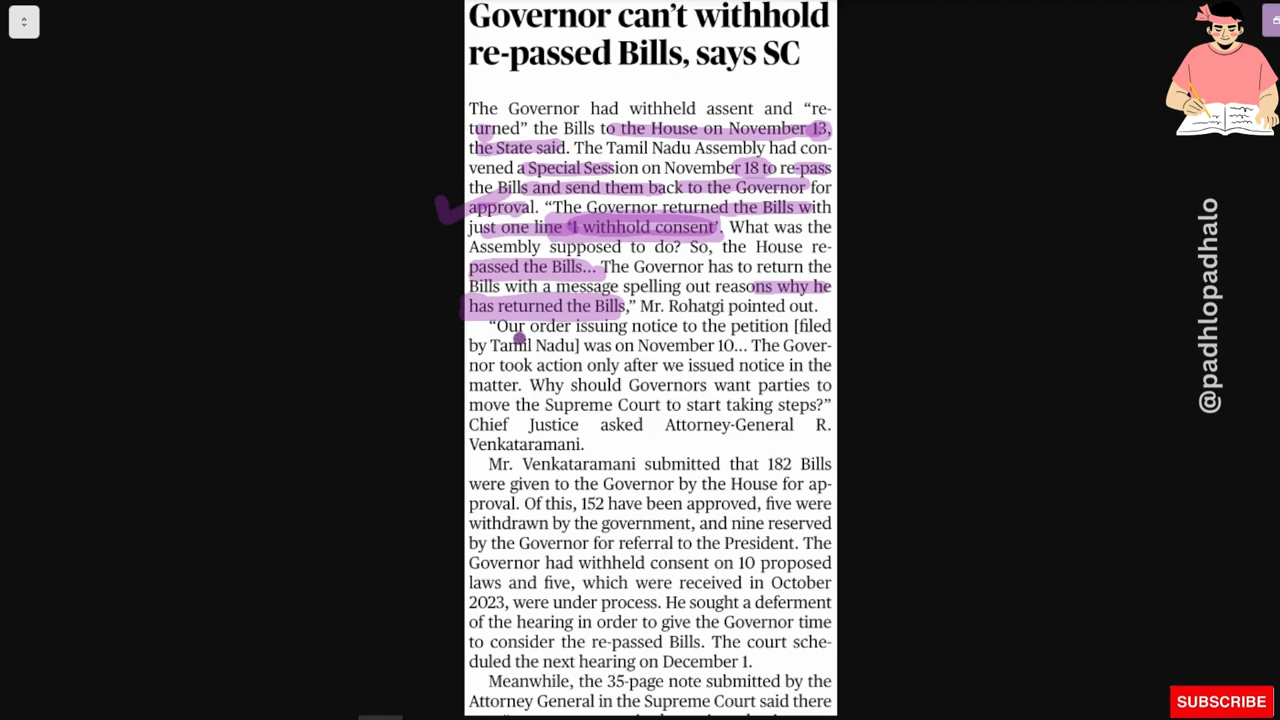 Governor can't withhold
re-passed Bills, says SC
The Governor had withheld assent and “re-
turned” the Bills to the House on November 13,
the State said. The Tamil Nadu Assembly had con-
vened a Special Session on November 18 to re-pass
the Bills and send them back to the Governor for
approval. “The Governor returned the Bills with
just one line ‘I withhold consent’. What was the
Assembly supposed to do? So, the House re-
passed the Bills... The Governor has to return the
Bills with a message spelling out reasons why he
has returned the Bills,” Mr. Rohatgi pointed out.
“Our order issuing notice to the petition [filed
by Tamil Nadu] was on November 10... The Gover-
nor took action only after we issued notice in the
matter. Why should Governors want parties to
move the Supreme Court to start taking steps?”
Chief Justice asked Attorney-General R.
Venkataramani.
Mr. Venkataramani submitted that 182 Bills
were given to the Governor by the House for ap-
proval. Of this, 152 have been approved, five were
withdrawn by the government, and nine reserved
by the Governor for referral to the President. The
Governor had withheld consent on 10 proposed
laws and five, which were received in October
2023, were under process. He sought a deferment
of the hearing in order to give the Governor time
to consider the re-passed Bills. The court sche-
duled the next hearing on December 1.
Meanwhile, the 35-page note submitted by the
Attorney General in the Supreme Court said there
@padhlopadhalo
SUBSCRIBE